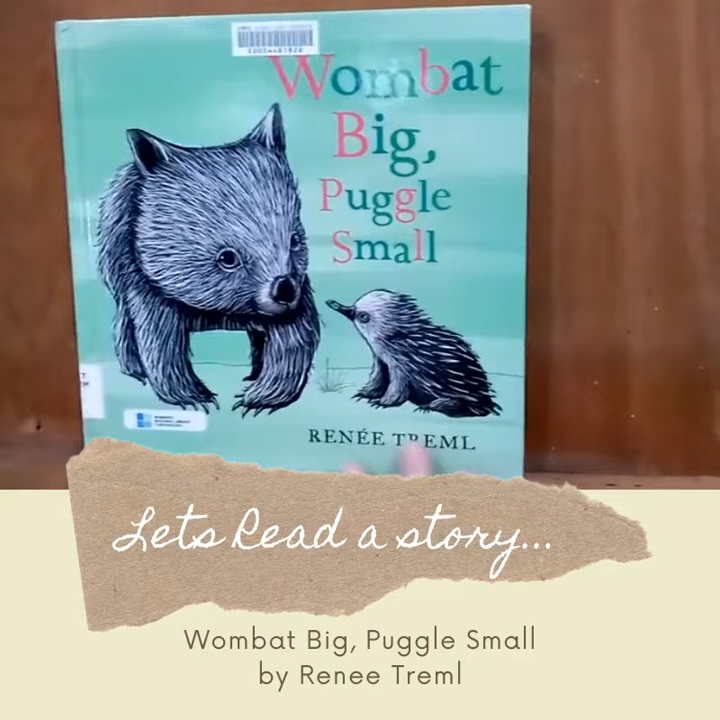 Wombat
Big,
Puggle
Small
RENÉE TREML
Lets Read a story...
Wombat Big, Puggle Small
by Renee Treml